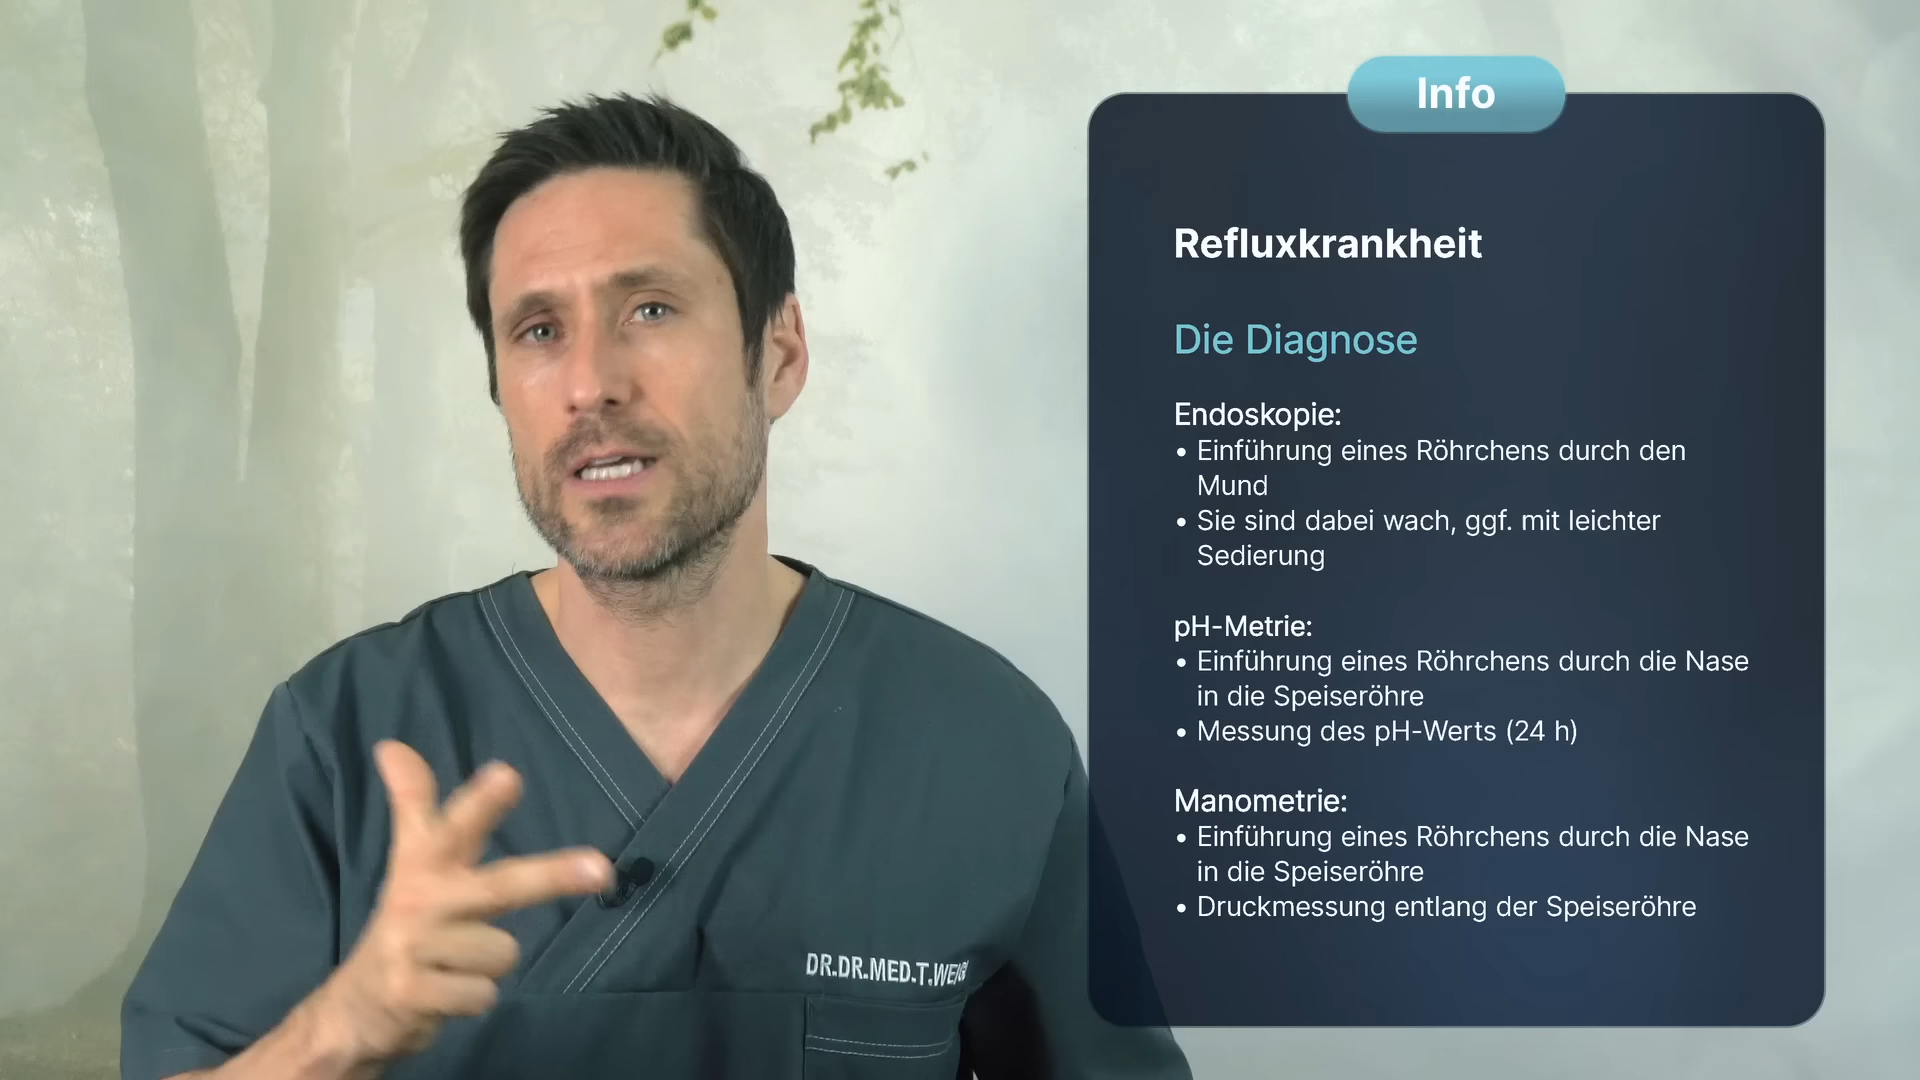 Info
Refluxkrankheit
Die Diagnose
Endoskopie:
• Einführung eines Röhrchens durch den
Mund
• Sie sind dabei wach, ggf. mit leichter
Sedierung
pH-Metrie:
• Einführung eines Röhrchens durch die Nase
in die Speiseröhre
• Messung des pH-Werts (24 h)
Manometrie:
• Einführung eines Röhrchens durch die Nase
in die Speiseröhre
• Druckmessung entlang der Speiseröhre
DR.DR.MED.T.WEIGL